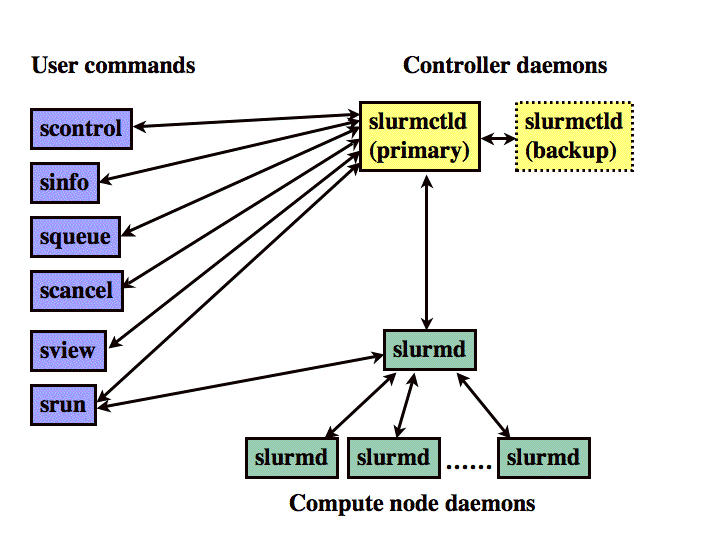 User commands
Controller daemons
scontrol
slurmctld
(primary)
slurmctld
(backup)
sinfo
squeue
scancel
sview
srun
slurmd
slurmd
slurmd
......
slurmd
Compute node daemons